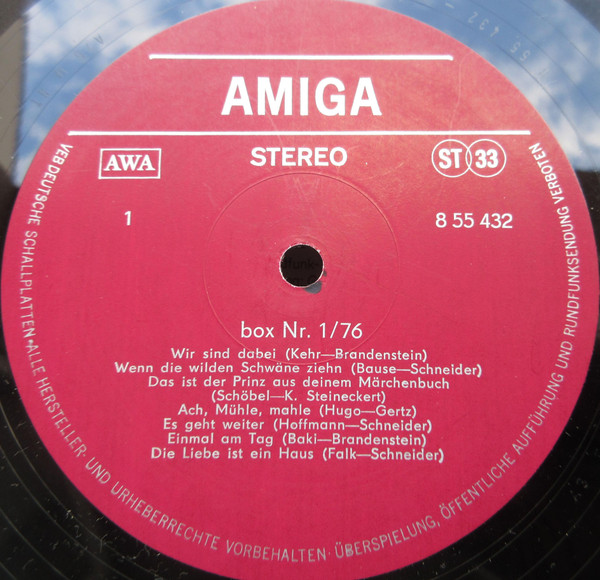 AMIGA
AWA
STEREO
ST 33
1
8 55 432
box Nr. 1/76
Wir sind dabei (Kehr—Brandenstein)
Wenn die wilden Schwäne ziehn (Bause—Schneider)
Das ist der Prinz aus deinem Märchenbuch
(Schöbel—K. Steineckert)
Ach, Mühle, mahle (Hugo—Gertz)
Es geht weiter (Hoffmann—Schneider)
Einmal am Tag (Baki—Brandenstein)
Die Liebe ist ein Haus (Falk—Schneider)
VEB DEUTSCHE SCHALLPLATTEN · ALLE HERSTELLER- UND URHEBERRECHTE VORBEHALTEN · ÜBERSPIELUNG, ÖFFENTLICHE AUFFÜHRUNG UND RUNDFUNKSENDUNG VERBOTEN